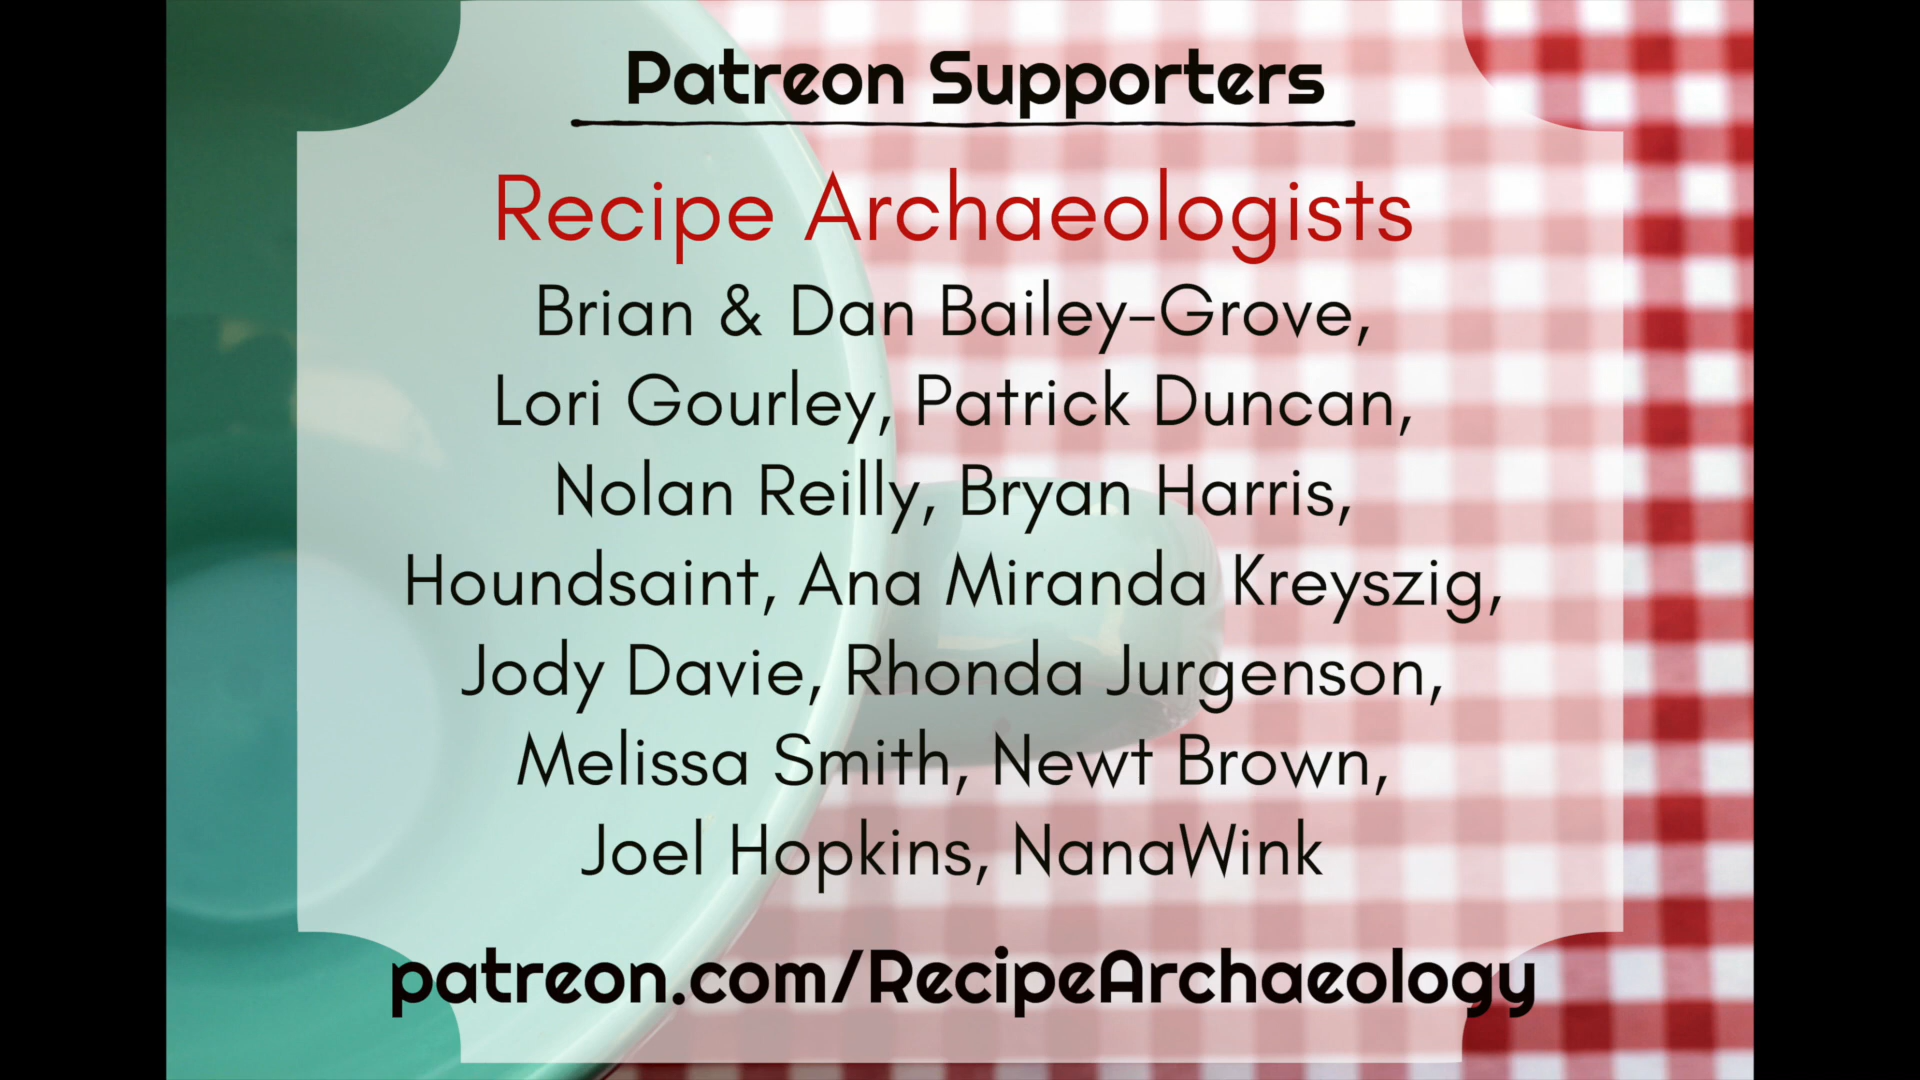 Patreon Supporters
Recipe Archaeologists
Brian & Dan Bailey-Grove,
Lori Gourley, Patrick Duncan,
Nolan Reilly, Bryan Harris,
Houndsaint, Ana Miranda Kreyszig,
Jody Davie, Rhonda Jurgenson,
Melissa Smith, Newt Brown,
Joel Hopkins, NanaWink
patreon.com/RecipeArchaeology